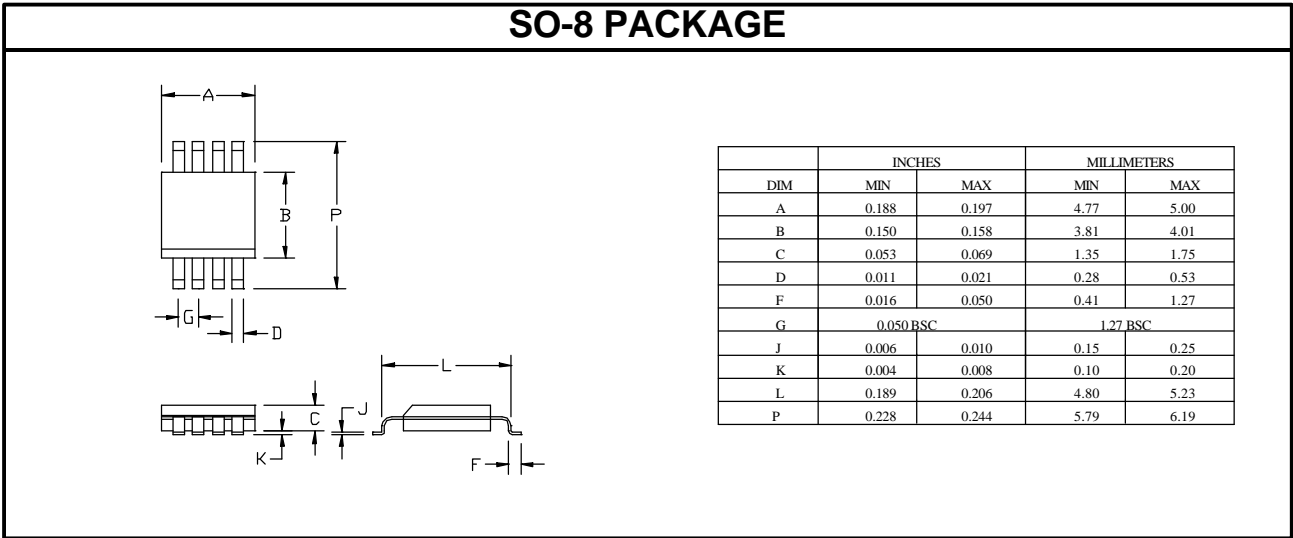 SO-8 PACKAGE
A
B
P
G
D
L
C
J
K
F
INCHES MILLIMETERS
DIM MIN MAX MIN MAX
A 0.188 0.197 4.77 5.00
B 0.150 0.158 3.81 4.01
C 0.053 0.069 1.35 1.75
D 0.011 0.021 0.28 0.53
F 0.016 0.050 0.41 1.27
G 0.050 BSC 1.27 BSC
J 0.006 0.010 0.15 0.25
K 0.004 0.008 0.10 0.20
L 0.189 0.206 4.80 5.23
P 0.228 0.244 5.79 6.19